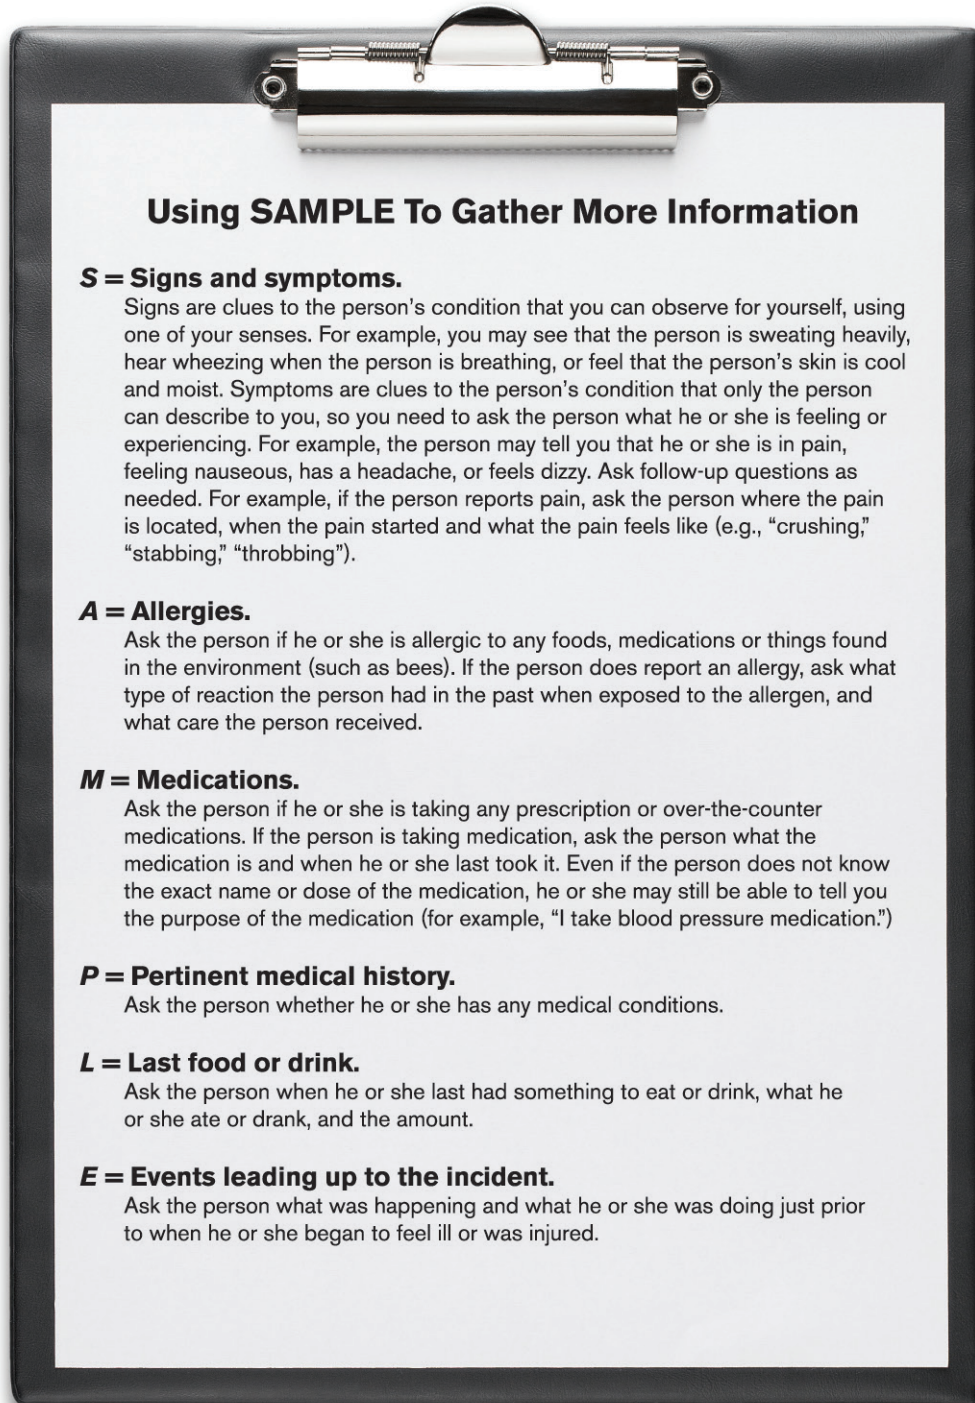 Using SAMPLE To Gather More Information
S = Signs and symptoms.
Signs are clues to the person's condition that you can observe for yourself, using
one of your senses. For example, you may see that the person is sweating heavily,
hear wheezing when the person is breathing, or feel that the person's skin is cool
and moist. Symptoms are clues to the person's condition that only the person
can describe to you, so you need to ask the person what he or she is feeling or
experiencing. For example, the person may tell you that he or she is in pain,
feeling nauseous, has a headache, or feels dizzy. Ask follow-up questions as
needed. For example, if the person reports pain, ask the person where the pain
is located, when the pain started and what the pain feels like (e.g., “crushing,”
“stabbing,” “throbbing”).
A = Allergies.
Ask the person if he or she is allergic to any foods, medications or things found
in the environment (such as bees). If the person does report an allergy, ask what
type of reaction the person had in the past when exposed to the allergen, and
what care the person received.
M = Medications.
Ask the person if he or she is taking any prescription or over-the-counter
medications. If the person is taking medication, ask the person what the
medication is and when he or she last took it. Even if the person does not know
the exact name or dose of the medication, he or she may still be able to tell you
the purpose of the medication (for example, “I take blood pressure medication.”)
P = Pertinent medical history.
Ask the person whether he or she has any medical conditions.
L = Last food or drink.
Ask the person when he or she last had something to eat or drink, what he
or she ate or drank, and the amount.
E = Events leading up to the incident.
Ask the person what was happening and what he or she was doing just prior
to when he or she began to feel ill or was injured.